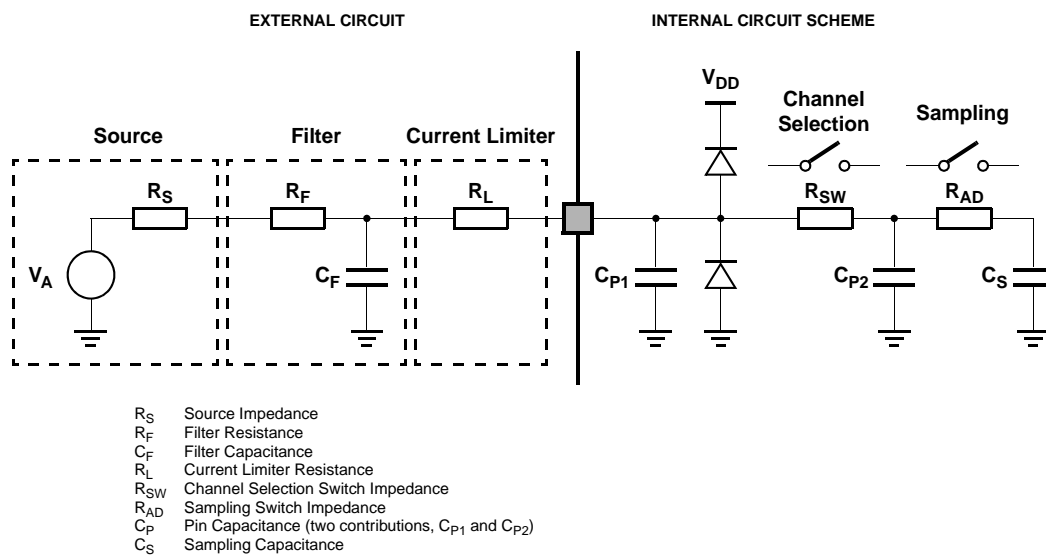 EXTERNAL CIRCUIT
INTERNAL CIRCUIT SCHEME
VDD
Channel
Selection
Sampling
Source
Filter
Current Limiter
RS
RF
RL
RSW
RAD
VA
CF
CP1
CP2
CS
RS Source Impedance
RF Filter Resistance
CF Filter Capacitance
RL Current Limiter Resistance
RSW Channel Selection Switch Impedance
RAD Sampling Switch Impedance
CP Pin Capacitance (two contributions, CP1 and CP2)
CS Sampling Capacitance